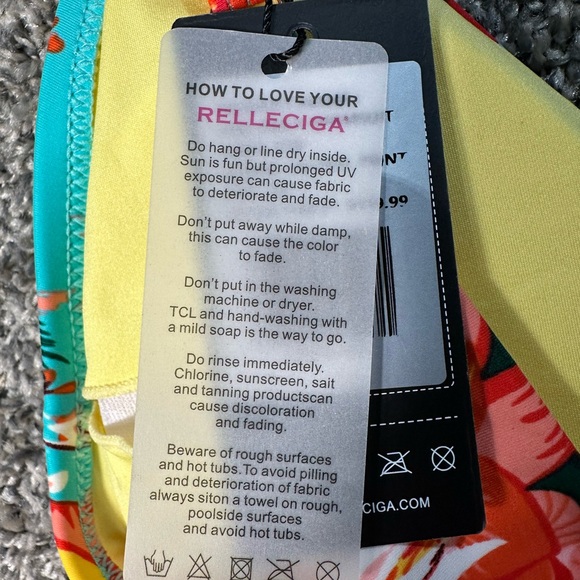 HOW TO LOVE YOUR
RELLECIGA
Do hang or line dry inside.
Sun is fun but prolonged UV
exposure can cause fabric
to deteriorate and fade.
Don't put away while damp,
this can cause the color
to fade.
Don't put in the washing
machine or dryer.
TCL and hand-washing with
a mild soap is the way to go.
Do rinse immediately.
Chlorine, sunscreen, sait
and tanning productscan
cause discoloration
and fading.
Beware of rough surfaces
and hot tubs.To avoid pilling
and deterioration of fabric
always siton a towel on rough,
poolside surfaces
and avoid hot tubs.
9.99
CIGA.COM